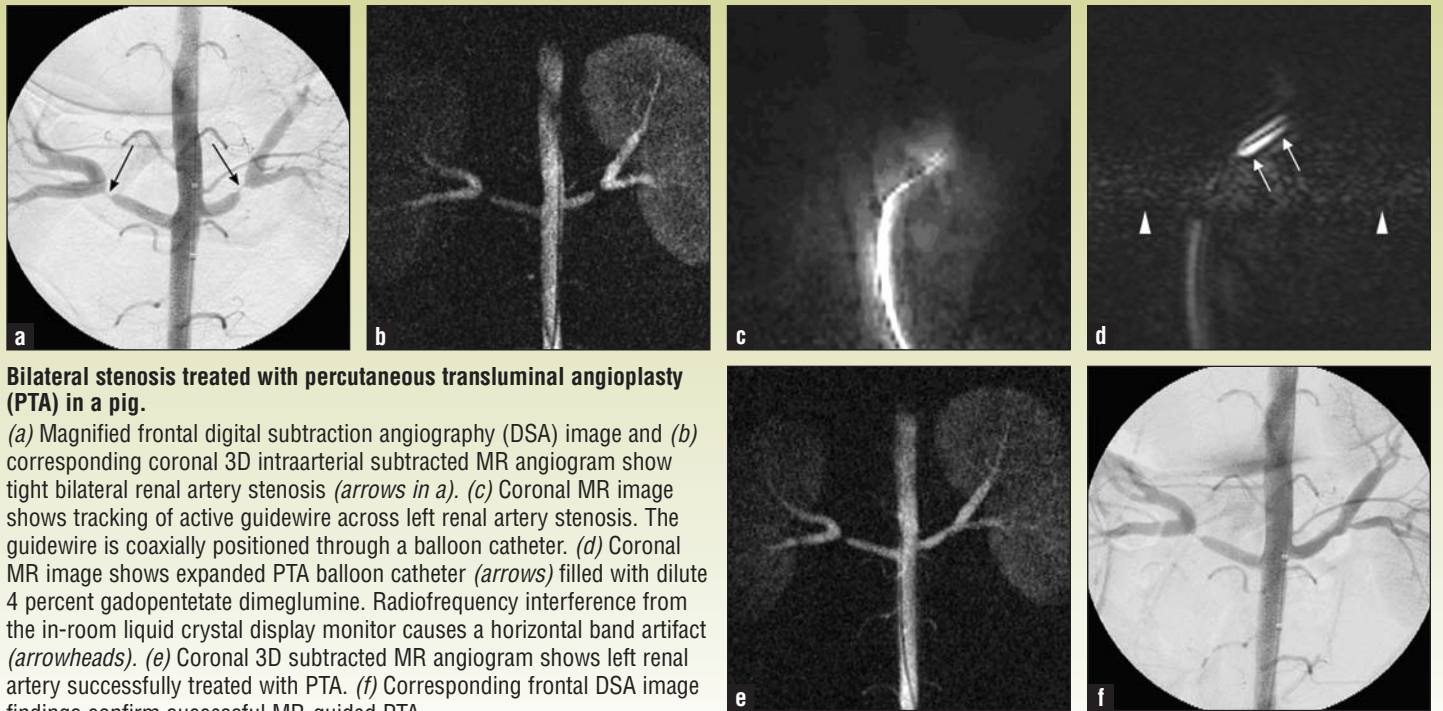 a
b
c
d
Bilateral stenosis treated with percutaneous transluminal angioplasty
(PTA) in a pig.
(a) Magnified frontal digital subtraction angiography (DSA) image and (b)
corresponding coronal 3D intraarterial subtracted MR angiogram show
tight bilateral renal artery stenosis (arrows in a). (c) Coronal MR image
shows tracking of active guidewire across left renal artery stenosis. The
guidewire is coaxially positioned through a balloon catheter. (d) Coronal
MR image shows expanded PTA balloon catheter (arrows) filled with dilute
4 percent gadopentetate dimeglumine. Radiofrequency interference from
the in-room liquid crystal display monitor causes a horizontal band artifact
(arrowheads). (e) Coronal 3D subtracted MR angiogram shows left renal
artery successfully treated with PTA. (f) Corresponding frontal DSA image
findings confirm successful MR-guided PTA.
e
f